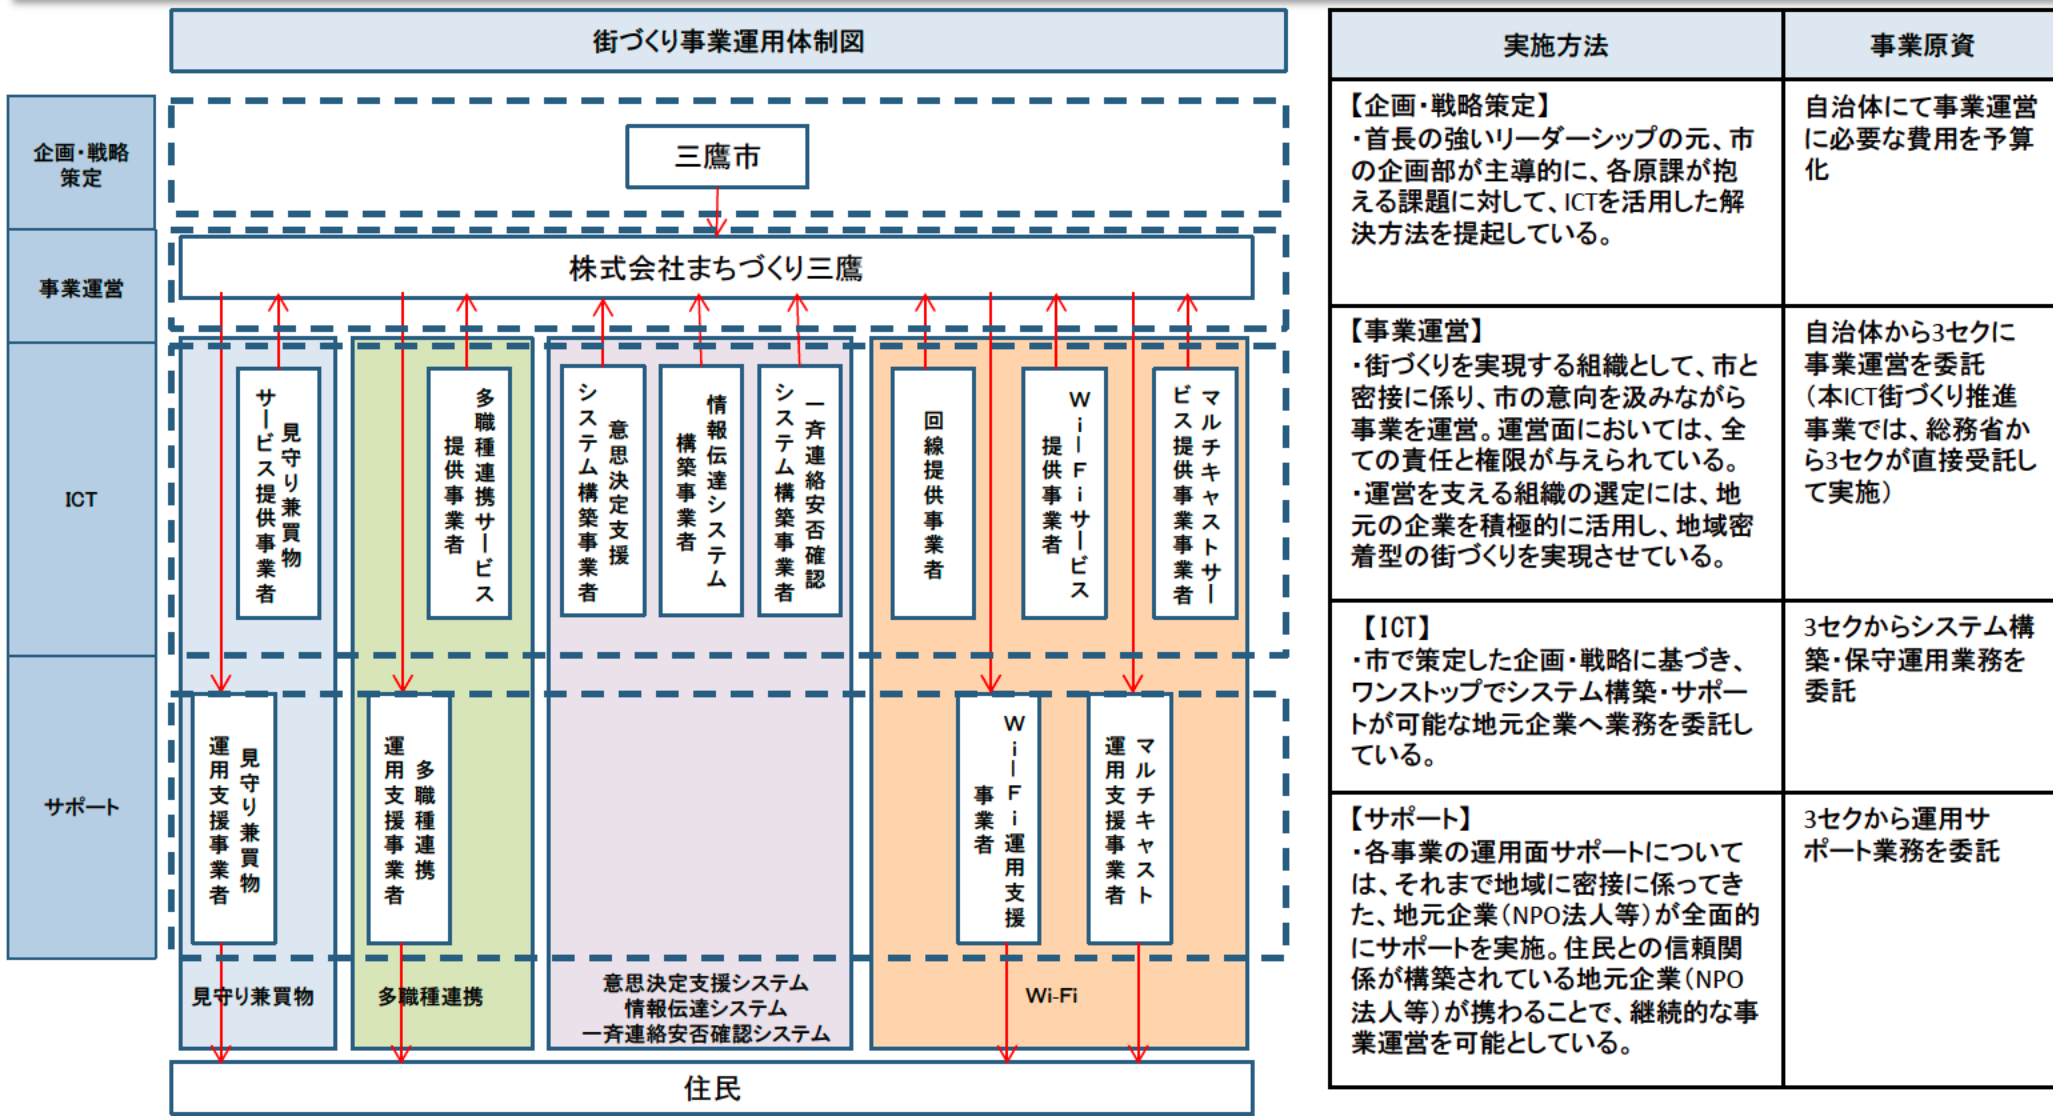 街づくり事業運用体制図
企画・戦略
策定
三鷹市
事業運営
株式会社まちづくり三鷹
ICT
見守り兼買物
サービス提供事業者
多職種連携サービス
提供事業者
意思決定支援
システム構築事業者
情報伝達システム
構築事業者
一斉連絡安否確認
システム構築事業者
回線提供事業者
Wi-Fiサービス
提供事業者
マルチキャストサー
ビス提供事業事業者
サポート
見守り兼買物
運用支援事業者
多職種連携
運用支援事業者
Wi-Fi運用支援
事業者
マルチキャスト
運用支援事業者
見守り兼買物
多職種連携
意思決定支援システム
情報伝達システム
一斉連絡安否確認システム
Wi-Fi
住民
実施方法
事業原資
【企画・戦略策定】
・首長の強いリーダーシップの元、市
の企画部が主導的に、各原課が抱
える課題に対して、ICTを活用した解
決方法を提起している。
自治体にて事業運営
に必要な費用を予算
化
【事業運営】
・街づくりを実現する組織として、市と
密接に係り、市の意向を汲みながら
事業を運営。運営面においては、全
ての責任と権限が与えられている。
・運営を支える組織の選定には、地
元の企業を積極的に活用し、地域密
着型の街づくりを実現させている。
自治体から3セクに
事業運営を委託
（本ICT街づくり推進
事業では、総務省か
ら3セクが直接受託し
て実施）
【ICT】
・市で策定した企画・戦略に基づき、
ワンストップでシステム構築・サポー
トが可能な地元企業へ業務を委託し
ている。
3セクからシステム構
築・保守運用業務を
委託
【サポート】
・各事業の運用面サポートについて
は、それまで地域に密接に係ってき
た、地元企業（NPO法人等）が全面的
にサポートを実施。住民との信頼関
係が構築されている地元企業（NPO
法人等）が携わることで、継続的な事
業運営を可能としている。
3セクから運用サ
ポート業務を委託